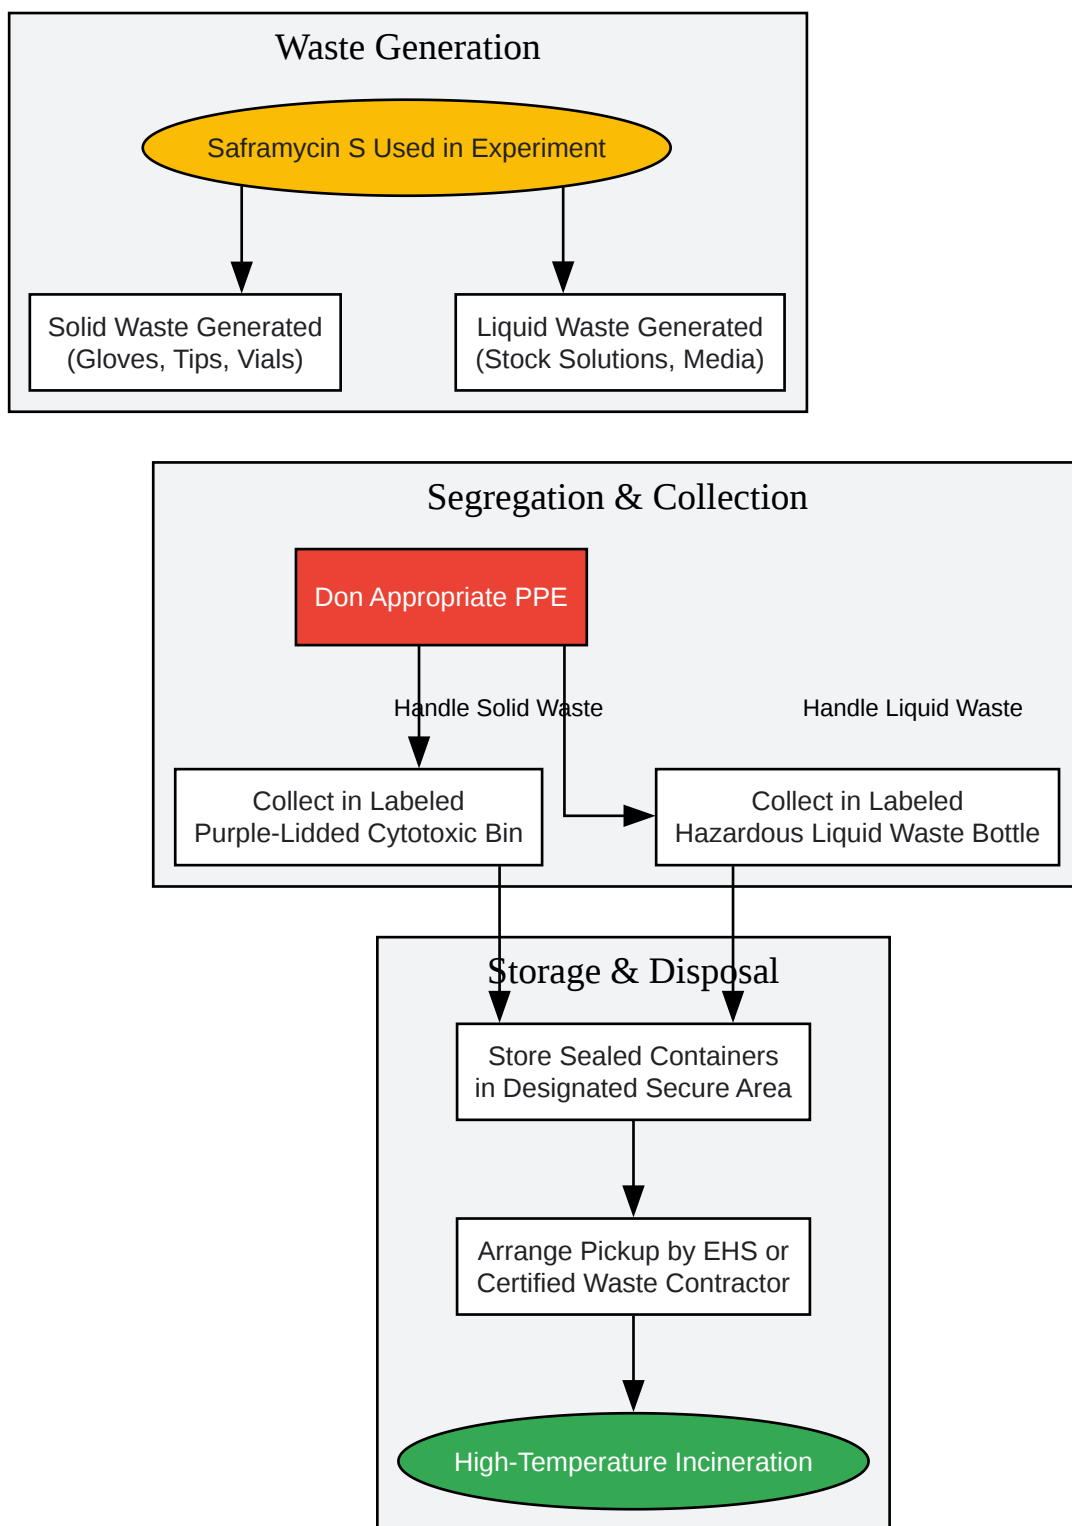 Waste Generation
Saframycin S Used in Experiment
Solid Waste Generated
(Gloves, Tips, Vials)
Liquid Waste Generated
(Stock Solutions, Media)
Segregation & Collection
Don Appropriate PPE
Handle Solid Waste
Handle Liquid Waste
Collect in Labeled
Purple-Lidded Cytotoxic Bin
Collect in Labeled
Hazardous Liquid Waste Bottle
Storage & Disposal
Store Sealed Containers
in Designated Secure Area
Arrange Pickup by EHS or
Certified Waste Contractor
High-Temperature Incineration